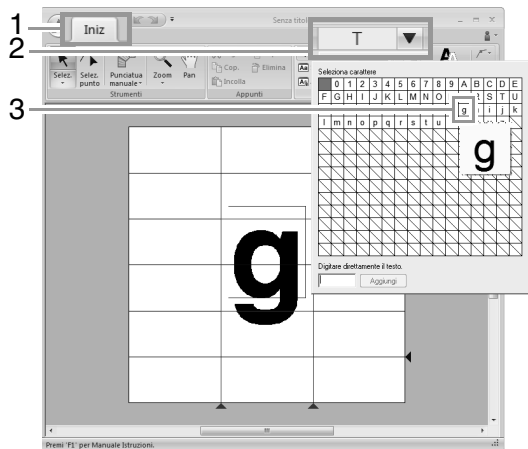 1
Iniz
Senza titol
2
T
Selez.
Selez. punto
Punciatua manuale
Zoom
Pan
Cop.
Elimina
Incolla
Strumenti
Appunti
Seleziona carattere
0 1 2 3 4 5 6 7 8 9 A B C D E
F G H I J K L M N O R S T U
3
g i j k
l m n o p q r s t u
g
g
Digitare direttamente il testo.
Aggiungi
Premi 'F1' per Manuale Istruzioni.